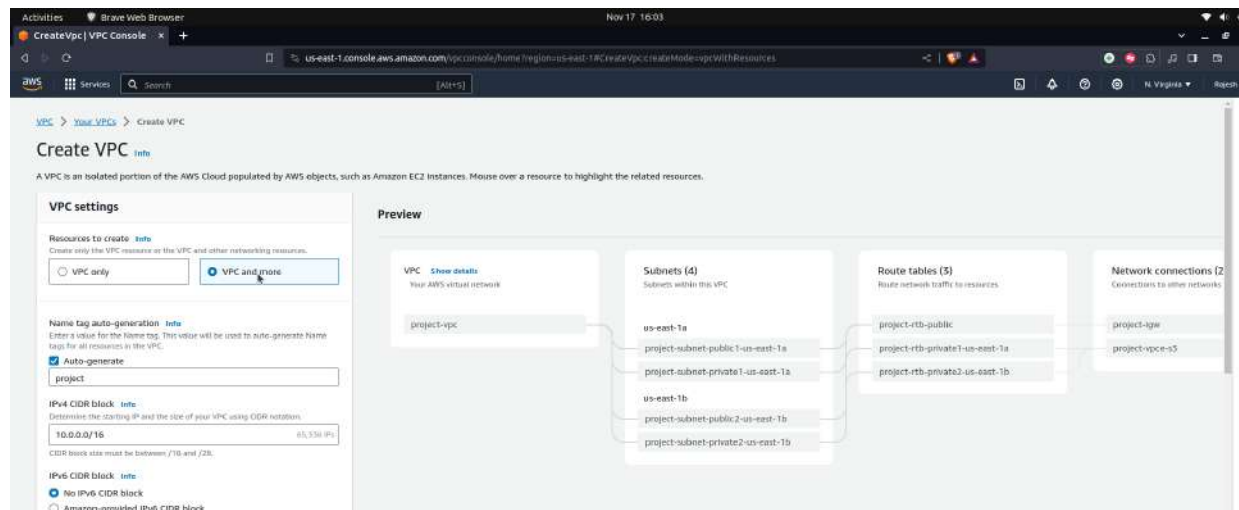 Activities Brave Web Browser Nov 17 16:03
Create Vpc | VPC Console × +
us-east-1.console.aws.amazon.com/vpcconsole/home?region=us-east-1#CreateVpc:createMode=vpcWithResources
aws Services Search [Alt+S] N. Virginia Rajesh
VPC > Your VPCs > Create VPC
Create VPC Info
A VPC is an isolated portion of the AWS Cloud populated by AWS objects, such as Amazon EC2 instances. Mouse over a resource to highlight the related resources.
VPC settings
Resources to create Info
Create only the VPC resource or the VPC and other networking resources.
VPC only
VPC and more
Name tag auto-generation Info
Enter a value for the Name tag. This value will be used to auto-generate Name
tags for all resources in the VPC.
Auto-generate
project
IPv4 CIDR block Info
Determine the starting IP and the size of your VPC using CIDR notation.
10.0.0.0/16 65,536 IPs
CIDR block size must be between /16 and /28.
IPv6 CIDR block Info
No IPv6 CIDR block
Amazon-provided IPv6 CIDR block
Preview
VPC Show details
Your AWS virtual network
project-vpc
Subnets (4)
Subnets within this VPC
us-east-1a
project-subnet-public1-us-east-1a
project-subnet-private1-us-east-1a
us-east-1b
project-subnet-public2-us-east-1b
project-subnet-private2-us-east-1b
Route tables (3)
Route network traffic to resources
project-rtb-public
project-rtb-private1-us-east-1a
project-rtb-private2-us-east-1b
Network connections (2
Connections to other networks
project-igw
project-vpce-s3